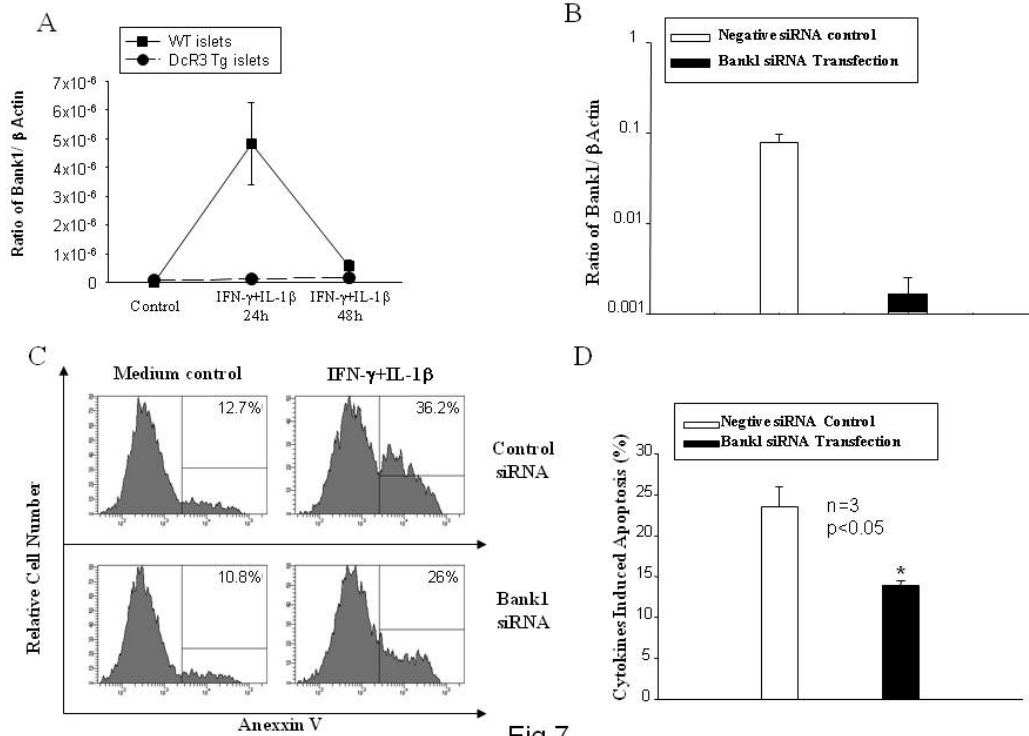 A
WT islets
DcR3 Tg islets
Ratio of Bank1/ β Actin
7x10-6
6x10-6
5x10-6
4x10-6
3x10-6
2x10-6
1x10-6
0
Control
IFN-γ+IL-1β
24h
IFN-γ+IL-1β
48h
B
Negative siRNA control
Bank1 siRNA Transfection
Ratio of Bank1/ β Actin
1
0.1
0.01
0.001
C
Medium control
IFN-γ+IL-1β
12.7%
36.2%
Control
siRNA
10.8%
26%
Bank1
siRNA
Relative Cell Number
Anexxin V
D
Negtive siRNA Control
Bank1 siRNA Transfection
Cytokines Induced Apoptosis (%)
30
25
20
15
10
5
0
n=3
p<0.05
*